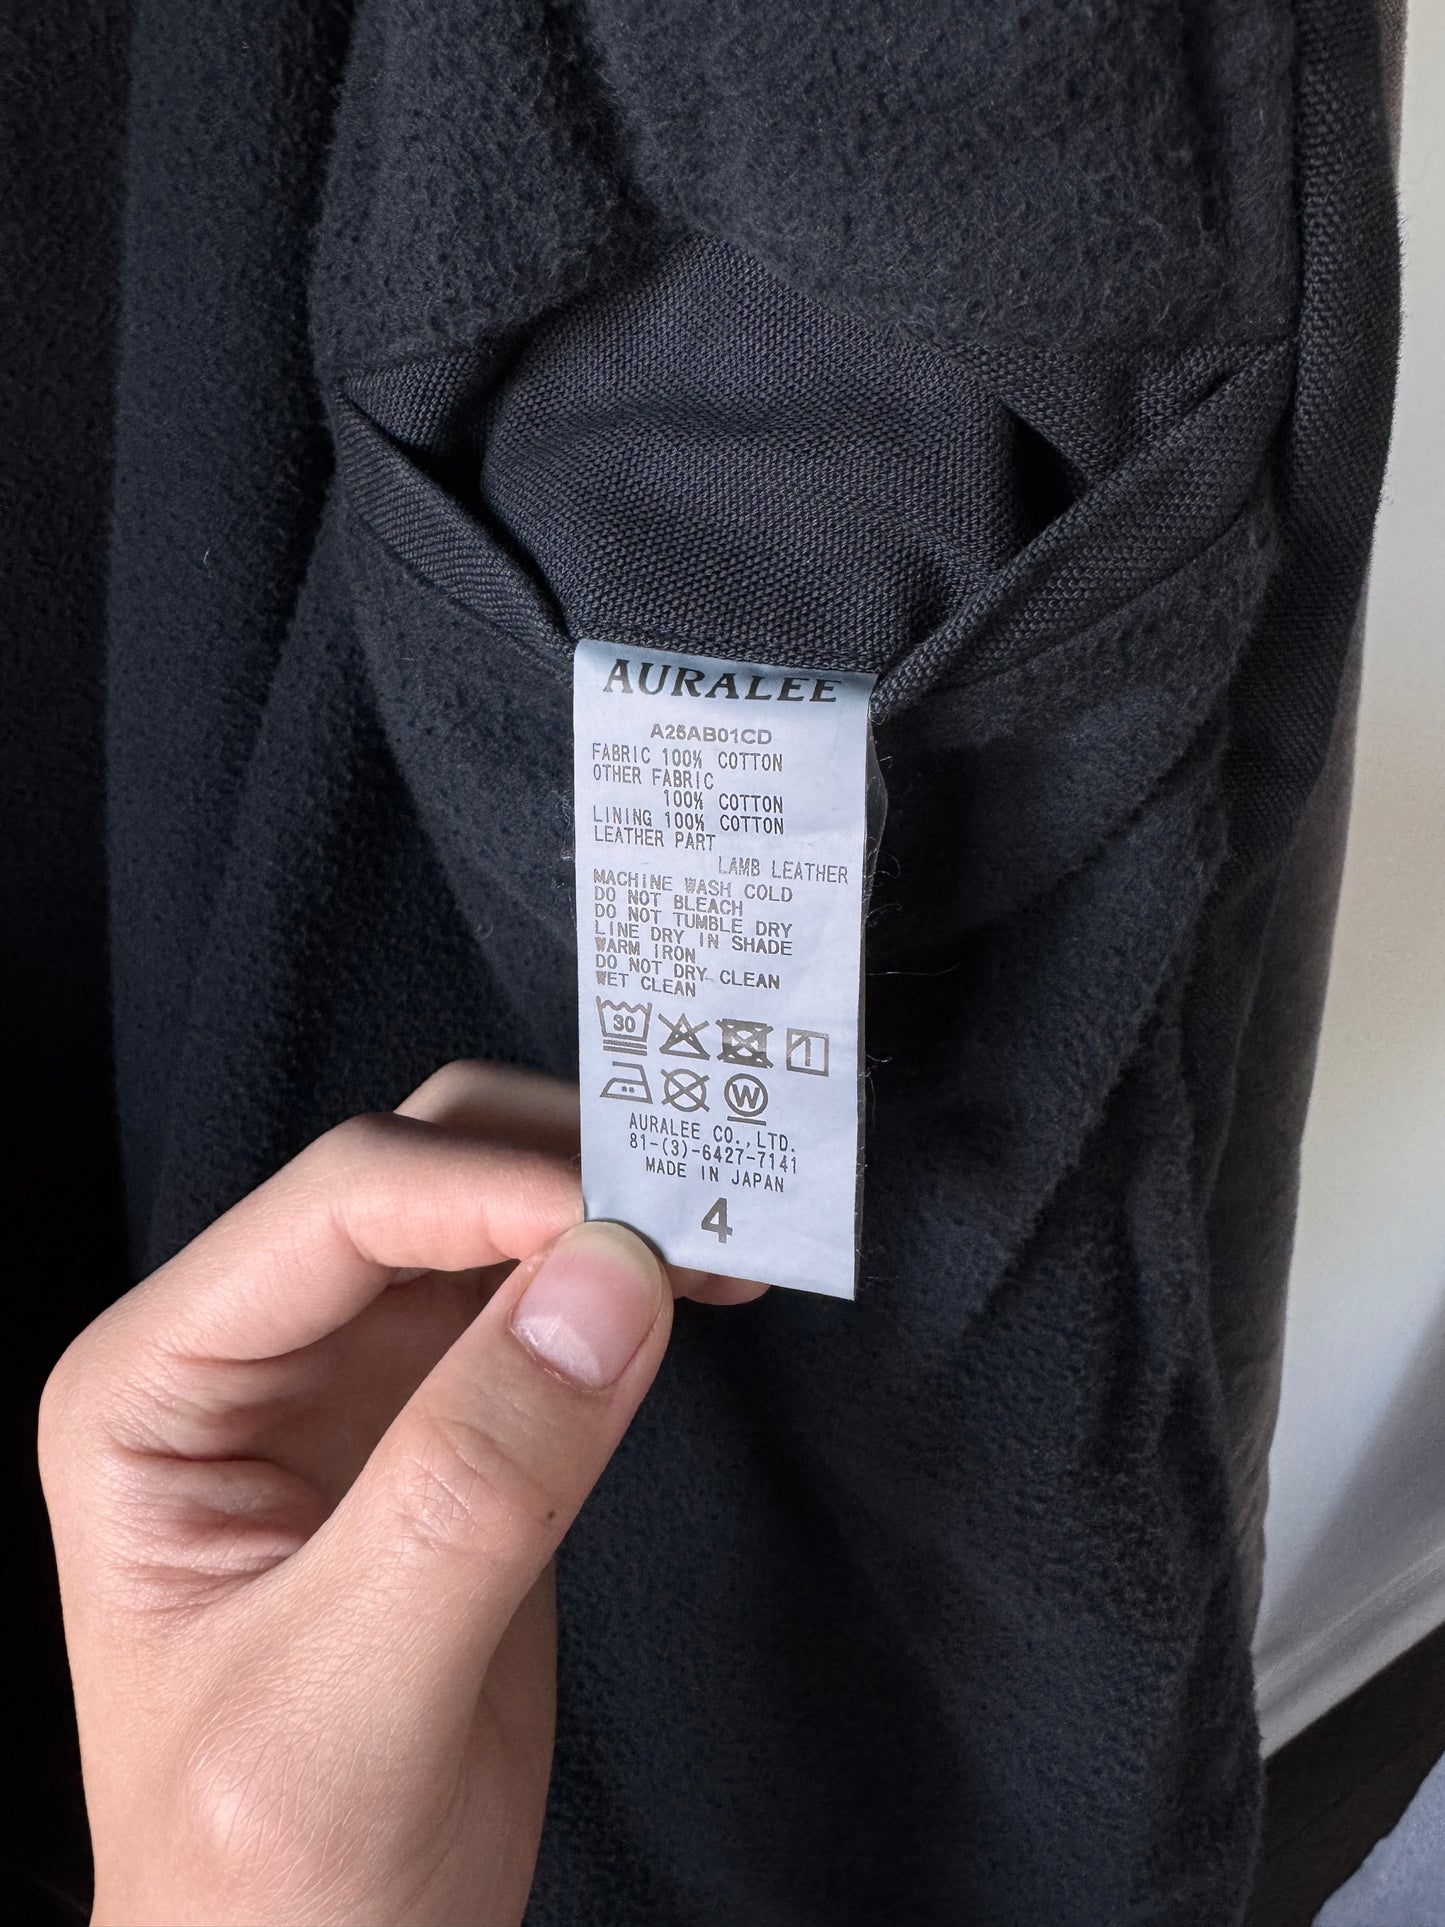 AURALEE
A25AB01CD
FABRIC 100% COTTON
OTHER FABRIC
100% COTTON
LINING 100% COTTON
LEATHER PART
LAMB LEATHER
MACHINE WASH COLD
DO NOT BLEACH
DO NOT TUMBLE DRY
LINE DRY IN SHADE
WARM IRON
DO NOT DRY CLEAN
WET CLEAN
30
W
AURALEE CO.,LTD.
81-(3)-6427-7141
MADE IN JAPAN
4